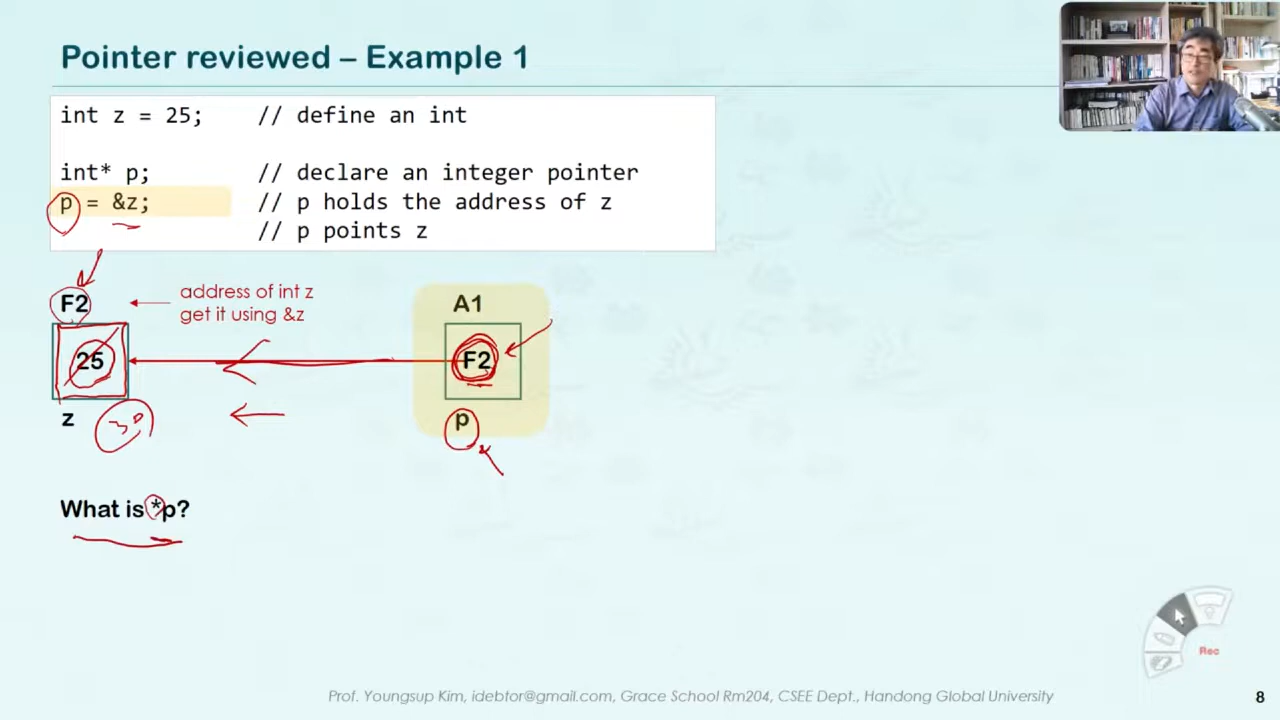 Pointer reviewed – Example 1
int z = 25; // define an int
int* p; // declare an integer pointer
p = &z; // p holds the address of z
// p points z
F2
address of int z
get it using &z
A1
25
F2
z
30
p
What is *p?
Rec
Prof. Youngsup Kim, idebtor@gmail.com, Grace School Rm204, CSEE Dept., Handong Global University
8